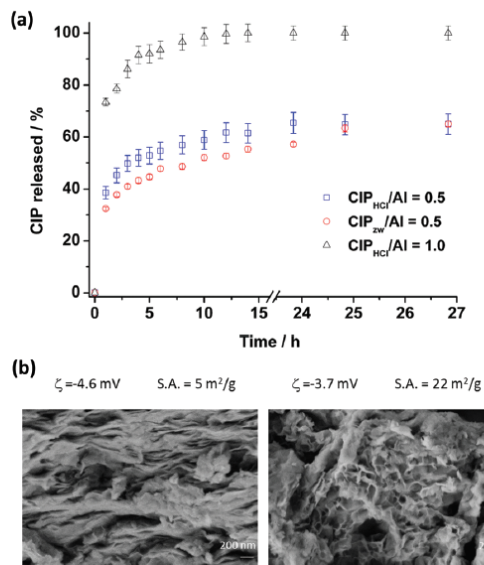 (a)
100
80
60
40
20
0
CIP released / %
CIP_HCl/Al = 0.5
CIP_zw/Al = 0.5
CIP_HCl/Al = 1.0
0 5 10 15 24 25 26 27
Time / h
(b)
ζ =-4.6 mV S.A. = 5 m²/g ζ =-3.7 mV S.A. = 22 m²/g
200 nm